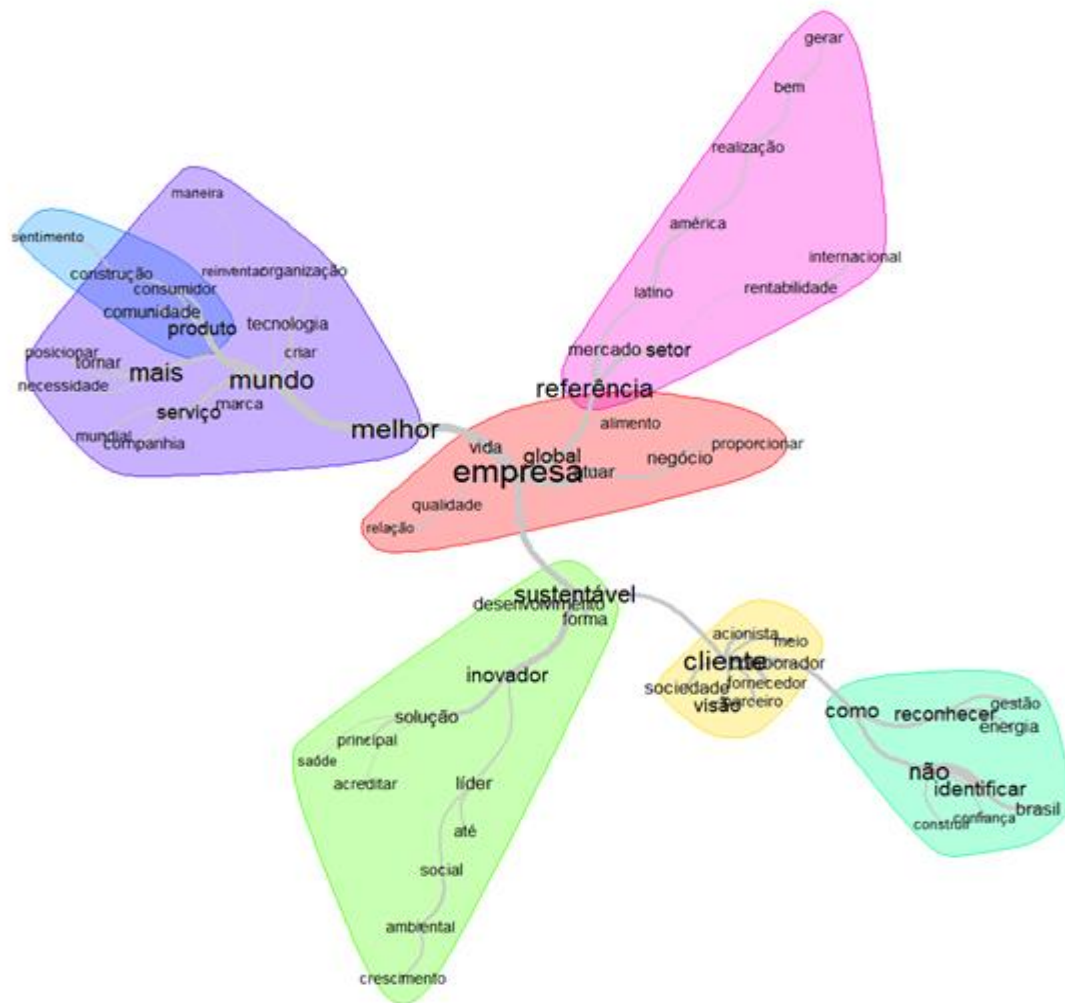 gerar
bem
realização
américa
internacional
latino
rentabilidade
mercado
setor
referência
maneira
sentimento
construção
reinventar
organização
consumidor
comunidade
produto
tecnologia
posicionar
tornar
criar
necessidade
mais
mundo
serviço
marca
mundial
companhia
melhor
alimento
vida
global
proporcionar
empresa
atuar
negócio
qualidade
relação
sustentável
desenvolvimento
forma
inovador
solução
principal
saúde
acreditar
líder
até
social
ambiental
crescimento
acionista
meio
cliente
sociedade
fornecedor
visão
parceiro
como
reconhecer
gestão
energia
não
identificar
brasil
construir
confiança